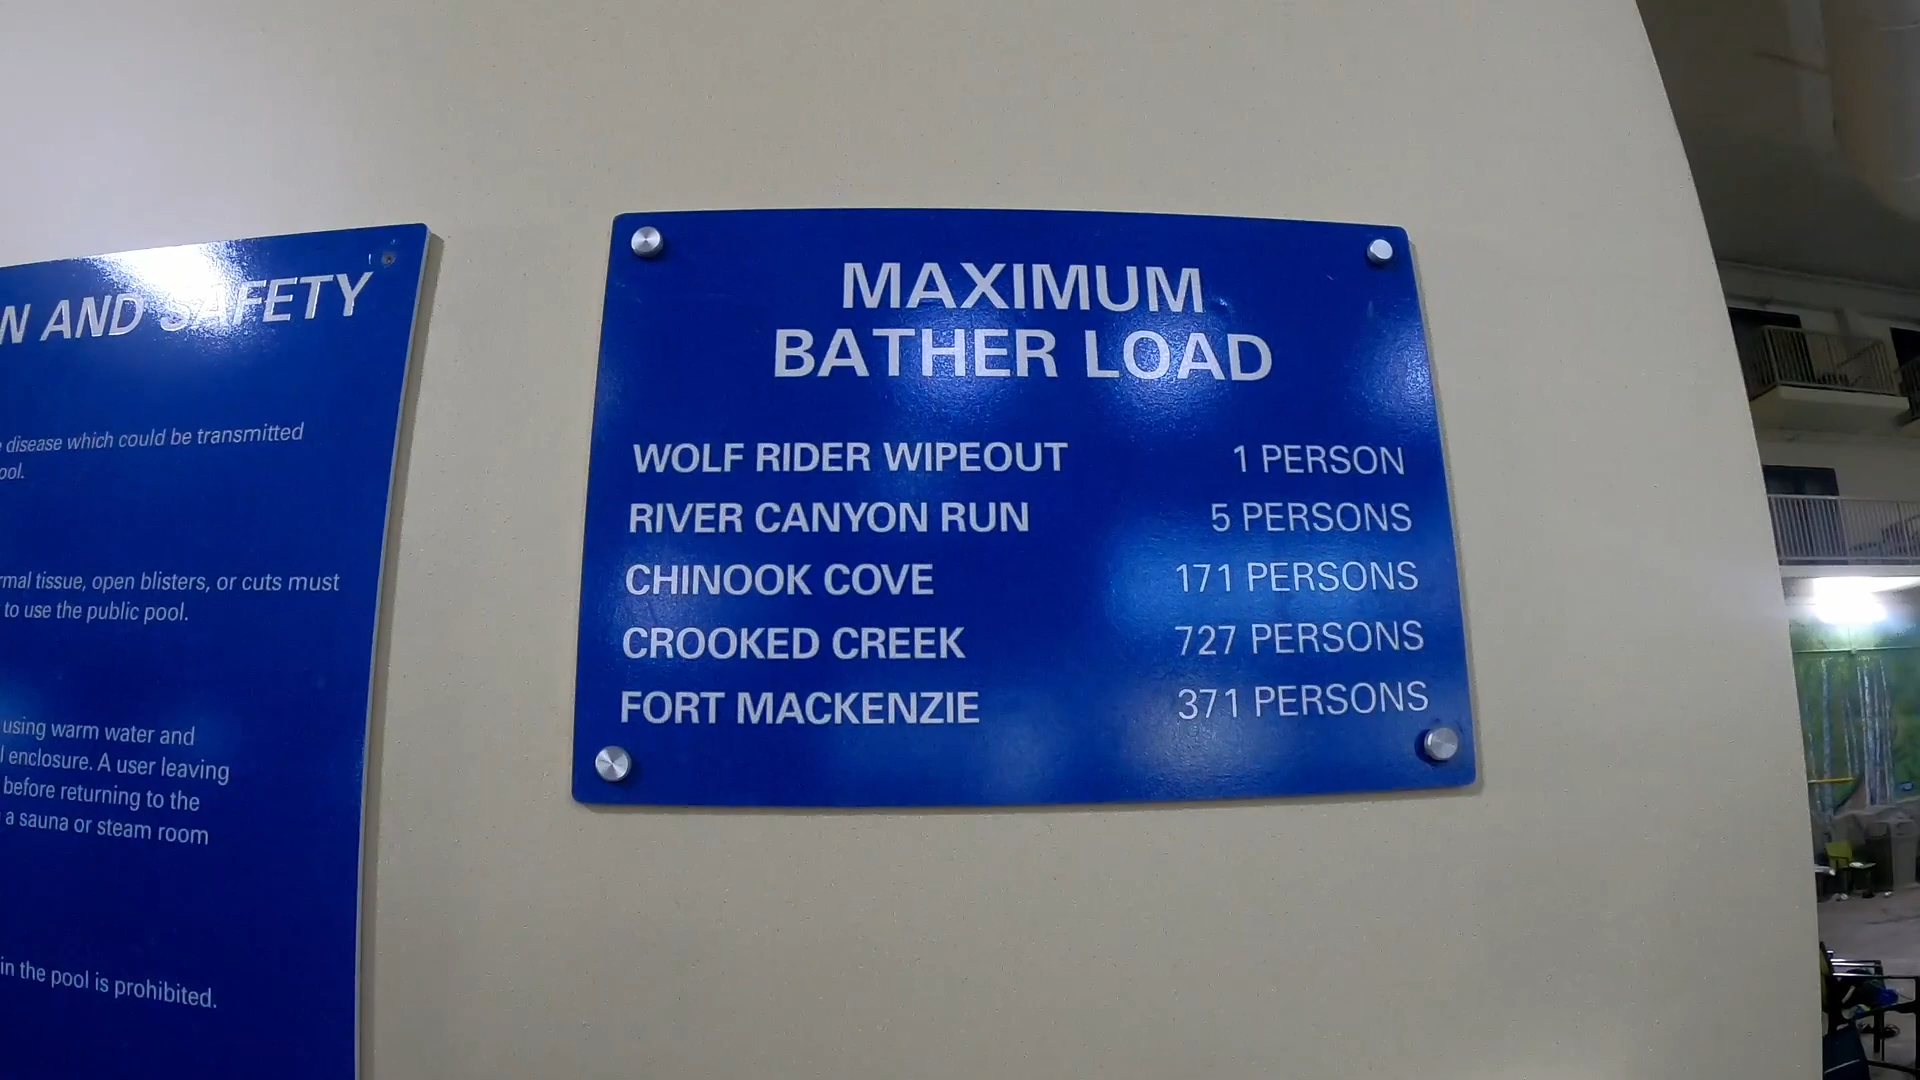 N AND SAFETY
disease which could be transmitted
ool.
rmal tissue, open blisters, or cuts must
to use the public pool.
using warm water and
l enclosure. A user leaving
before returning to the
a sauna or steam room
in the pool is prohibited.
MAXIMUM
BATHER LOAD
WOLF RIDER WIPEOUT 1 PERSON
RIVER CANYON RUN 5 PERSONS
CHINOOK COVE 171 PERSONS
CROOKED CREEK 727 PERSONS
FORT MACKENZIE 371 PERSONS